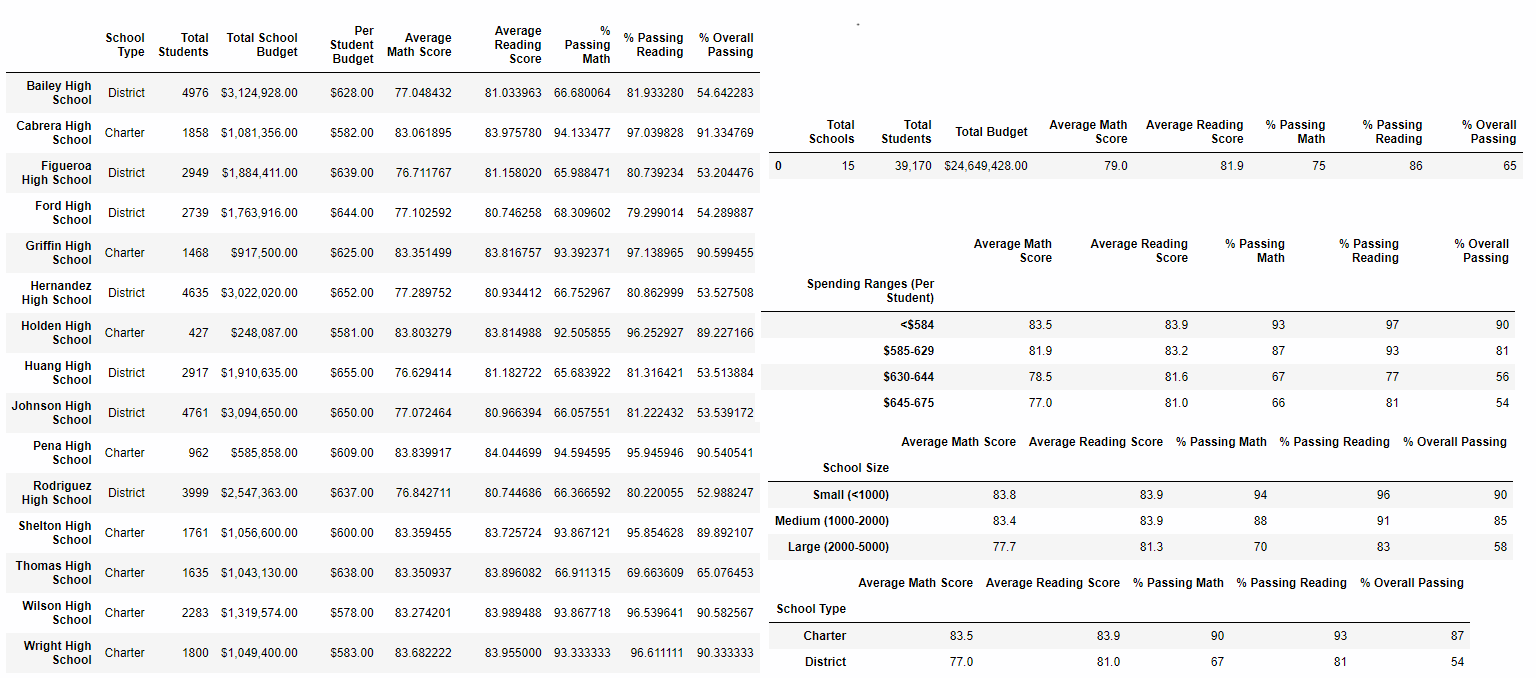 School Type Total Students Total School Budget Per Student Budget Average Math Score Average Reading Score % Passing Math % Passing Reading % Overall Passing
Bailey High School District 4976 $3,124,928.00 $628.00 77.048432 81.033963 66.680064 81.933280 54.642283
Cabrera High School Charter 1858 $1,081,356.00 $582.00 83.061895 83.975780 94.133477 97.039828 91.334769
Figueroa High School District 2949 $1,884,411.00 $639.00 76.711767 81.158020 65.988471 80.739234 53.204476
Ford High School District 2739 $1,763,916.00 $644.00 77.102592 80.746258 68.309602 79.299014 54.289887
Griffin High School Charter 1468 $917,500.00 $625.00 83.351499 83.816757 93.392371 97.138965 90.599455
Hernandez High School District 4635 $3,022,020.00 $652.00 77.289752 80.934412 66.752967 80.862999 53.527508
Holden High School Charter 427 $248,087.00 $581.00 83.803279 83.814988 92.505855 96.252927 89.227166
Huang High School District 2917 $1,910,635.00 $655.00 76.629414 81.182722 65.683922 81.316421 53.513884
Johnson High School District 4761 $3,094,650.00 $650.00 77.072464 80.966394 66.057551 81.222432 53.539172
Pena High School Charter 962 $585,858.00 $609.00 83.839917 84.044699 94.594595 95.945946 90.540541
Rodriguez High School District 3999 $2,547,363.00 $637.00 76.842711 80.744686 66.366592 80.220055 52.988247
Shelton High School Charter 1761 $1,056,600.00 $600.00 83.359455 83.725724 93.867121 95.854628 89.892107
Thomas High School Charter 1635 $1,043,130.00 $638.00 83.350937 83.896082 66.911315 69.663609 65.076453
Wilson High School Charter 2283 $1,319,574.00 $578.00 83.274201 83.989488 93.867718 96.539641 90.582567
Wright High School Charter 1800 $1,049,400.00 $583.00 83.682222 83.955000 93.333333 96.611111 90.333333
Total Schools Total Students Total Budget Average Math Score Average Reading Score % Passing Math % Passing Reading % Overall Passing
0 15 39,170 $24,649,428.00 79.0 81.9 75 86 65
Average Math Score Average Reading Score % Passing Math % Passing Reading % Overall Passing
Spending Ranges (Per Student)
<$584 83.5 83.9 93 97 90
$585-629 81.9 83.2 87 93 81
$630-644 78.5 81.6 67 77 56
$645-675 77.0 81.0 66 81 54
Average Math Score Average Reading Score % Passing Math % Passing Reading % Overall Passing
School Size
Small (<1000) 83.8 83.9 94 96 90
Medium (1000-2000) 83.4 83.9 88 91 85
Large (2000-5000) 77.7 81.3 70 83 58
Average Math Score Average Reading Score % Passing Math % Passing Reading % Overall Passing
School Type
Charter 83.5 83.9 90 93 87
District 77.0 81.0 67 81 54